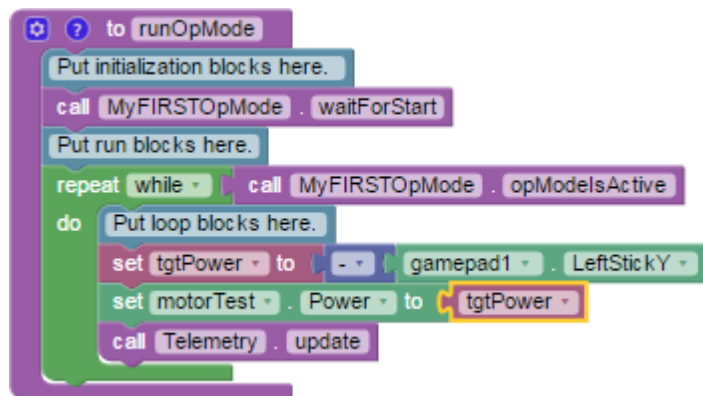 ? to runOpMode
Put initialization blocks here.
call MyFIRSTOpMode . waitForStart
Put run blocks here.
repeat while call MyFIRSTOpMode . opModeIsActive
do Put loop blocks here.
set tgtPower to - gamepad1 . LeftStickY
set motorTest . Power to tgtPower
call Telemetry . update